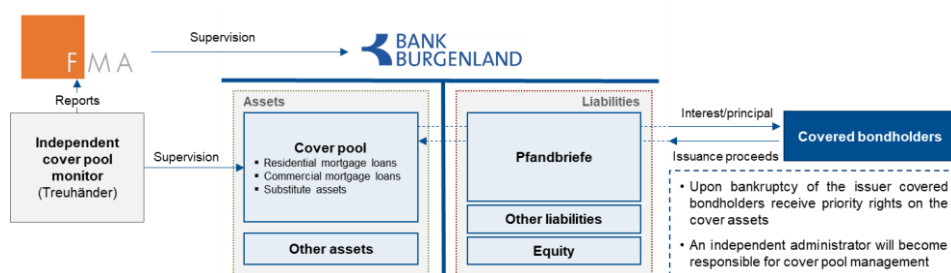 Supervision
FMA
BANK
BURGENLAND
Reports
Assets
Liabilities
Independent
cover pool
monitor
(Treuhänder)
Supervision
Cover pool
▪ Residential mortgage loans
▪ Commercial mortgage loans
▪ Substitute assets
Other assets
Pfandbriefe
Other liabilities
Equity
Interest/principal
Issuance proceeds
Covered bondholders
• Upon bankruptcy of the issuer covered
bondholders receive priority rights on the
cover assets
• An independent administrator will become
responsible for cover pool management